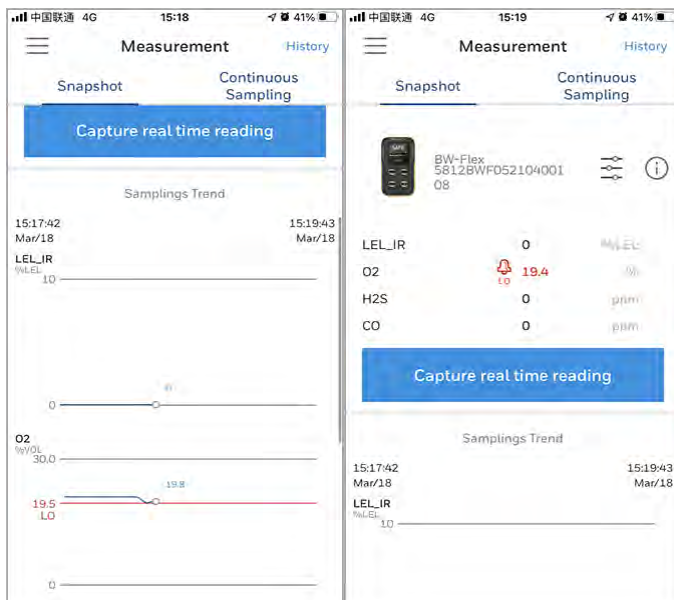 中国联通 4G 15:18 41%
Measurement History
Snapshot Continuous Sampling
Capture real time reading
Samplings Trend
15:17:42 15:19:43
Mar/18 Mar/18
LEL_IR
%LEL
10
0
0
O2
%VOL
30.0
19.8
19.5
LO
0
中国联通 4G 15:19 41%
Measurement History
Snapshot Continuous Sampling
SAFE
BW-Flex
5812BWF052104001
08
LEL_IR 0 %LEL
O2 LO 19.4 %
H2S 0 ppm
CO 0 ppm
Capture real time reading
Samplings Trend
15:17:42 15:19:43
Mar/18 Mar/18
LEL_IR
%LEL
10